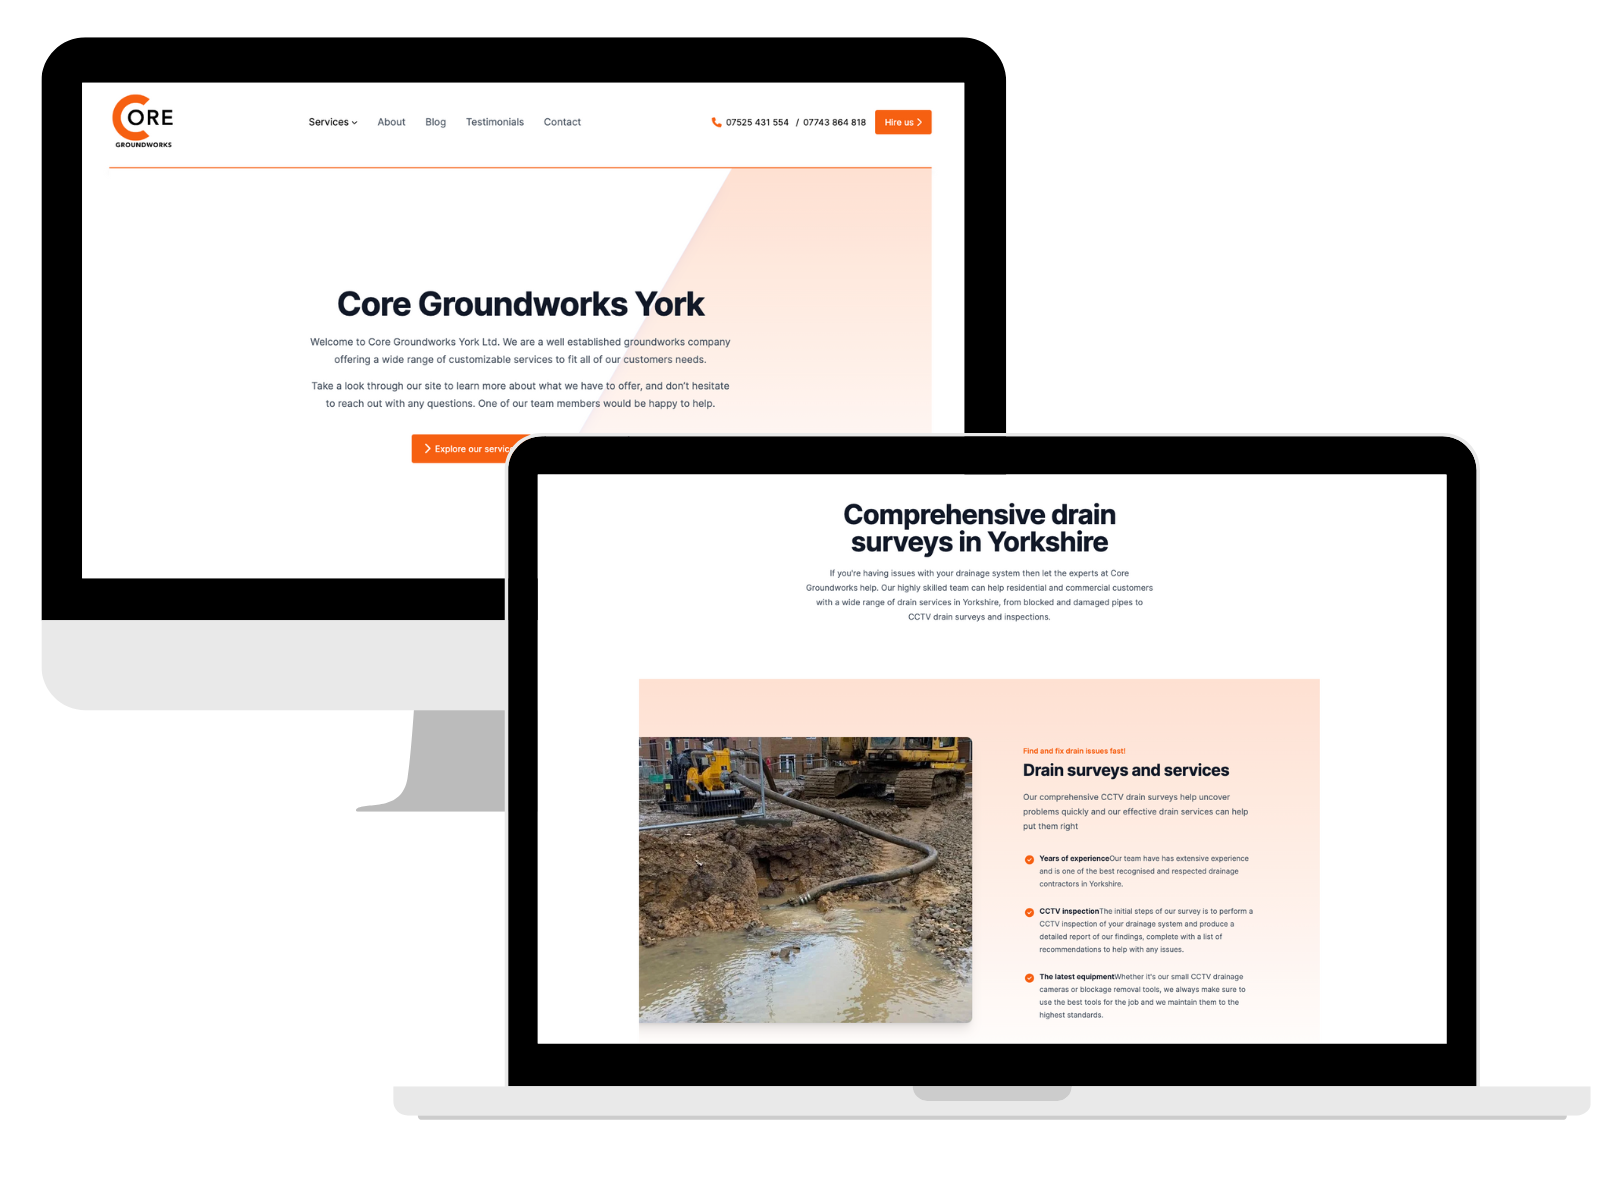 CORE
GROUNDWORKS
Services
About
Blog
Testimonials
Contact
07525 431 554 / 07743 864 818
Hire us
Core Groundworks York
Welcome to Core Groundworks York Ltd. We are a well established groundworks company
offering a wide range of customizable services to fit all of our customers needs.
Take a look through our site to learn more about what we have to offer, and don't hesitate
to reach out with any questions. One of our team members would be happy to help.
Explore our servic
Comprehensive drain
surveys in Yorkshire
If you're having issues with your drainage system then let the experts at Core
Groundworks help. Our highly skilled team can help residential and commercial customers
with a wide range of drain services in Yorkshire, from blocked and damaged pipes to
CCTV drain surveys and inspections.
Find and fix drain issues fast!
Drain surveys and services
Our comprehensive CCTV drain surveys help uncover
problems quickly and our effective drain services can help
put them right
Years of experienceOur team have has extensive experience
and is one of the best recognised and respected drainage
contractors in Yorkshire.
CCTV inspectionThe initial steps of our survey is to perform a
CCTV inspection of your drainage system and produce a
detailed report of our findings, complete with a list of
recommendations to help with any issues.
The latest equipmentWhether it's our small CCTV drainage
cameras or blockage removal tools, we always make sure to
use the best tools for the job and we maintain them to the
highest standards.